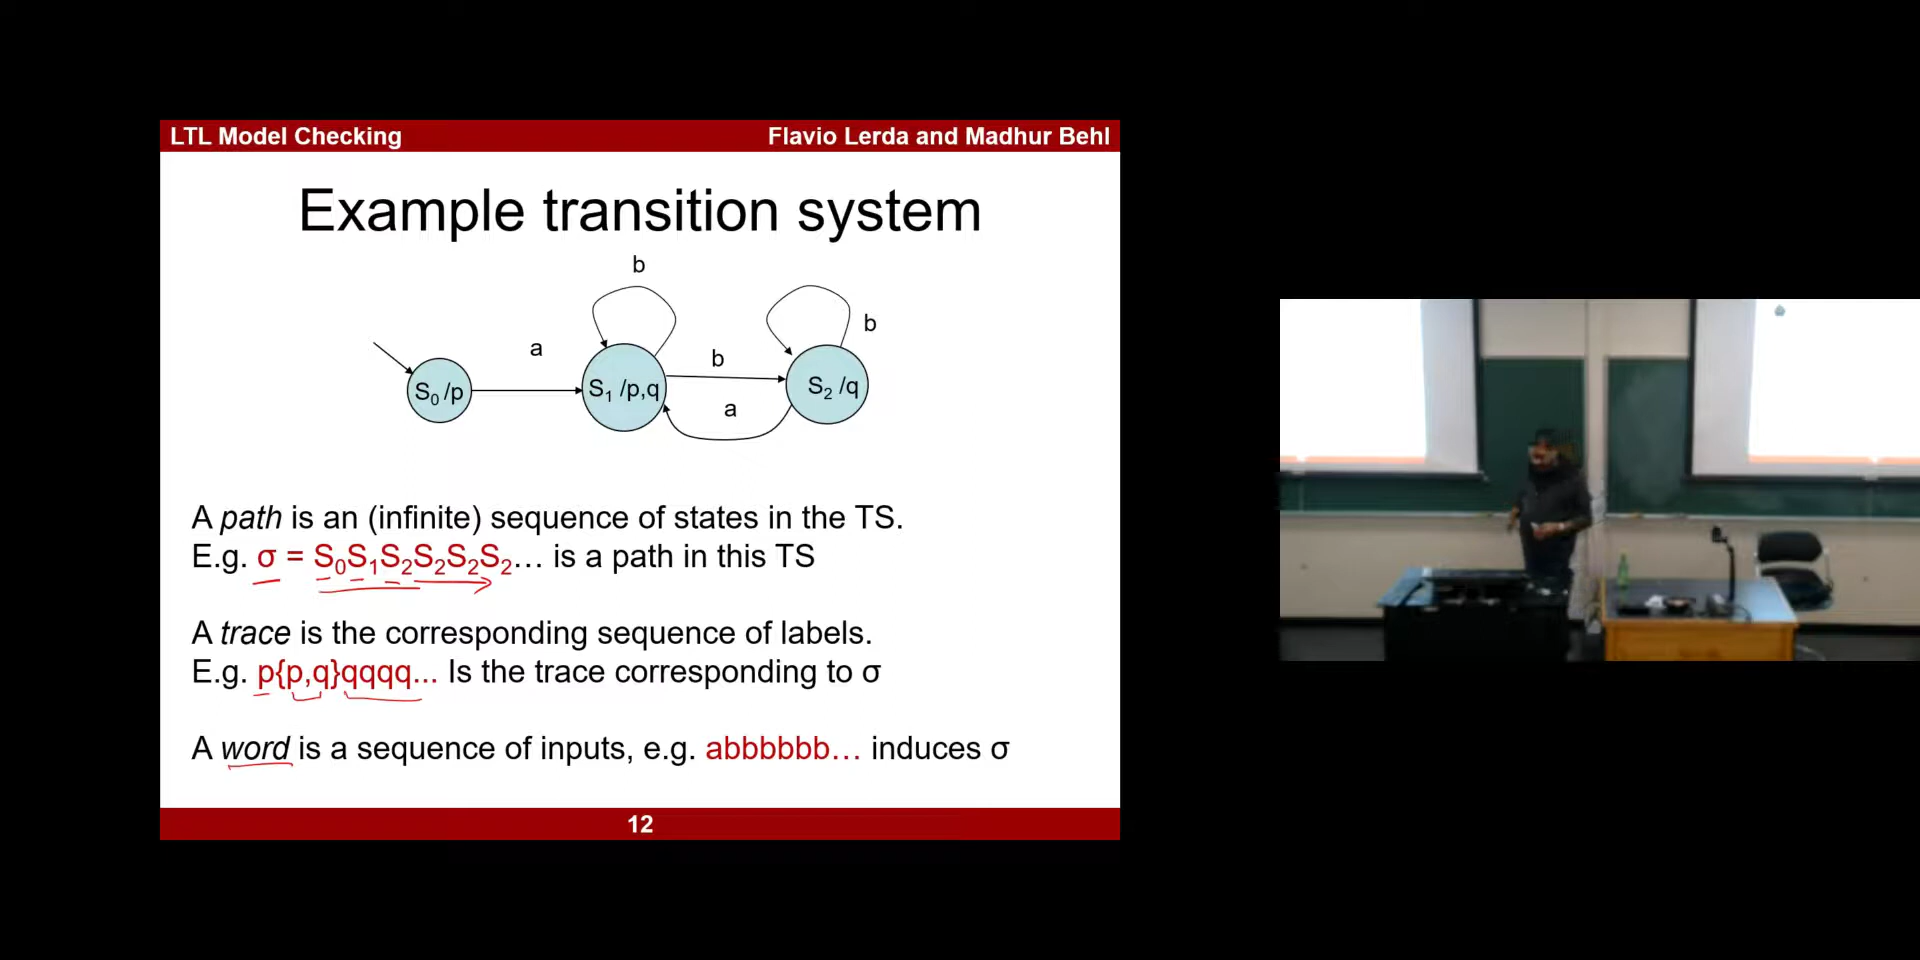 LTL Model Checking
Flavio Lerda and Madhur Behl
Example transition system
b
b
a
b
S₀ /p
S₁ /p,q
S₂ /q
a
A path is an (infinite) sequence of states in the TS.
E.g. σ = S₀S₁S₂S₂S₂S₂… is a path in this TS
A trace is the corresponding sequence of labels.
E.g. p{p,q}qqqq... Is the trace corresponding to σ
A word is a sequence of inputs, e.g. abbbbbb… induces σ
12